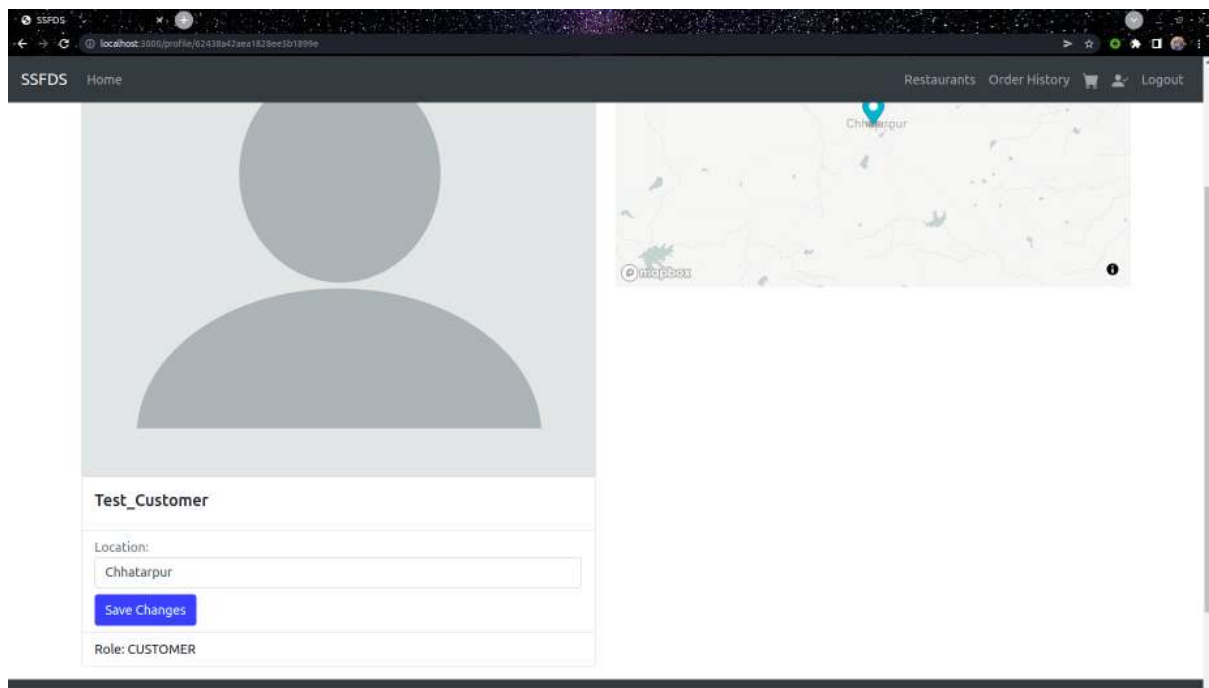 SSFDS
localhost:3000/profile/62438a42aea1828ee5b1899e
SSFDS Home Restaurants Order History Logout
Chhatarpur
mapbox
Test_Customer
Location:
Chhatarpur
Save Changes
Role: CUSTOMER